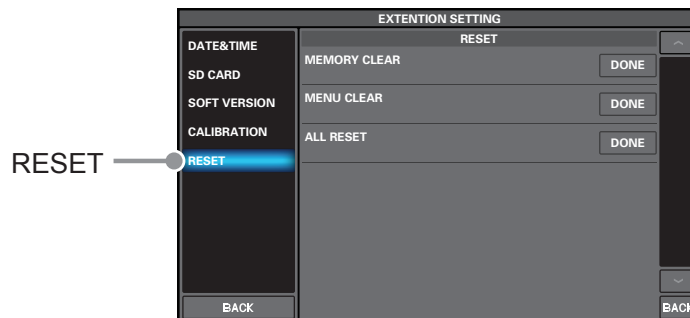 EXTENTION SETTING
DATE&TIME
SD CARD
SOFT VERSION
CALIBRATION
RESET
RESET
RESET
MEMORY CLEAR DONE
MENU CLEAR DONE
ALL RESET DONE
BACK
BACK